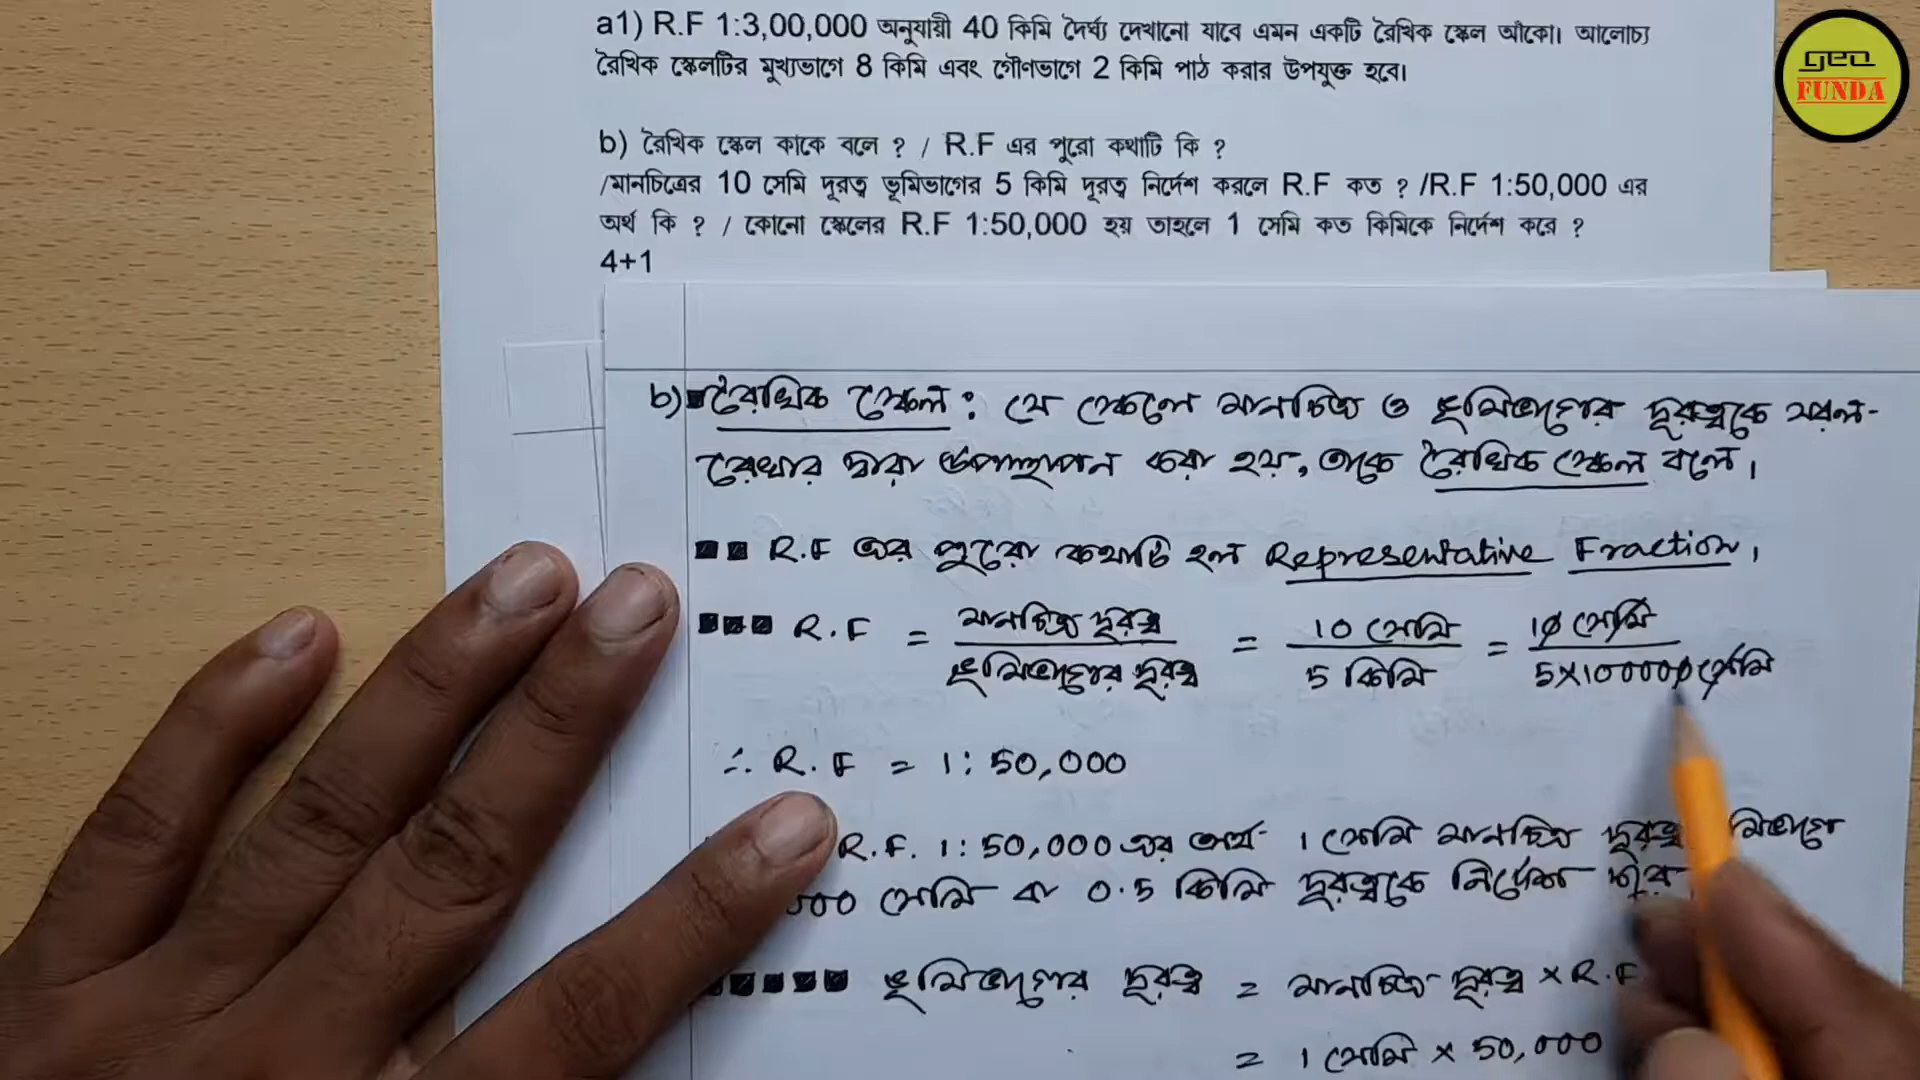 a1) R.F 1:3,00,000 অনুযায়ী 40 কিমি দৈর্ঘ্য দেখানো যাবে এমন একটি রৈখিক স্কেল আঁকো। আলোচ্য
রৈখিক স্কেলটির মুখ্যভাগে 8 কিমি এবং গৌণভাগে 2 কিমি পাঠ করার উপযুক্ত হবে।
geo
FUNDA
b) রৈখিক স্কেল কাকে বলে ? / R.F এর পুরো কথাটি কি ?
/মানচিত্রের 10 সেমি দূরত্ব ভূমিভাগের 5 কিমি দূরত্ব নির্দেশ করলে R.F কত ? /R.F 1:50,000 এর
অর্থ কি ? / কোনো স্কেলের R.F 1:50,000 হয় তাহলে 1 সেমি কত কিমিকে নির্দেশ করে ?
4+1
b) রৈখিক স্কেল: যে স্কেলে মানচিত্র ও ভূমিভাগের দূরত্বকে সরল-
রেখার দ্বারা উপস্থাপন করা হয়, তাকে রৈখিক স্কেল বলে।
R.F এর পুরো কথাটি হল Representative Fraction।
R.F = মানচিত্র দূরত্ব / ভূমিভাগের দূরত্ব = 10 সেমি / 5 কিমি = 10 সেমি / 5×100000 সেমি
∴ R.F = 1:50,000
R.F. 1:50,000 এর অর্থ 1 সেমি মানচিত্র দূরত্ব
সেমি বা 0.5 কিমি দূরত্বকে নির্দেশ
ভূমিভাগের দূরত্ব = মানচিত্র দূরত্ব × R.F
= 1 সেমি × 50,000